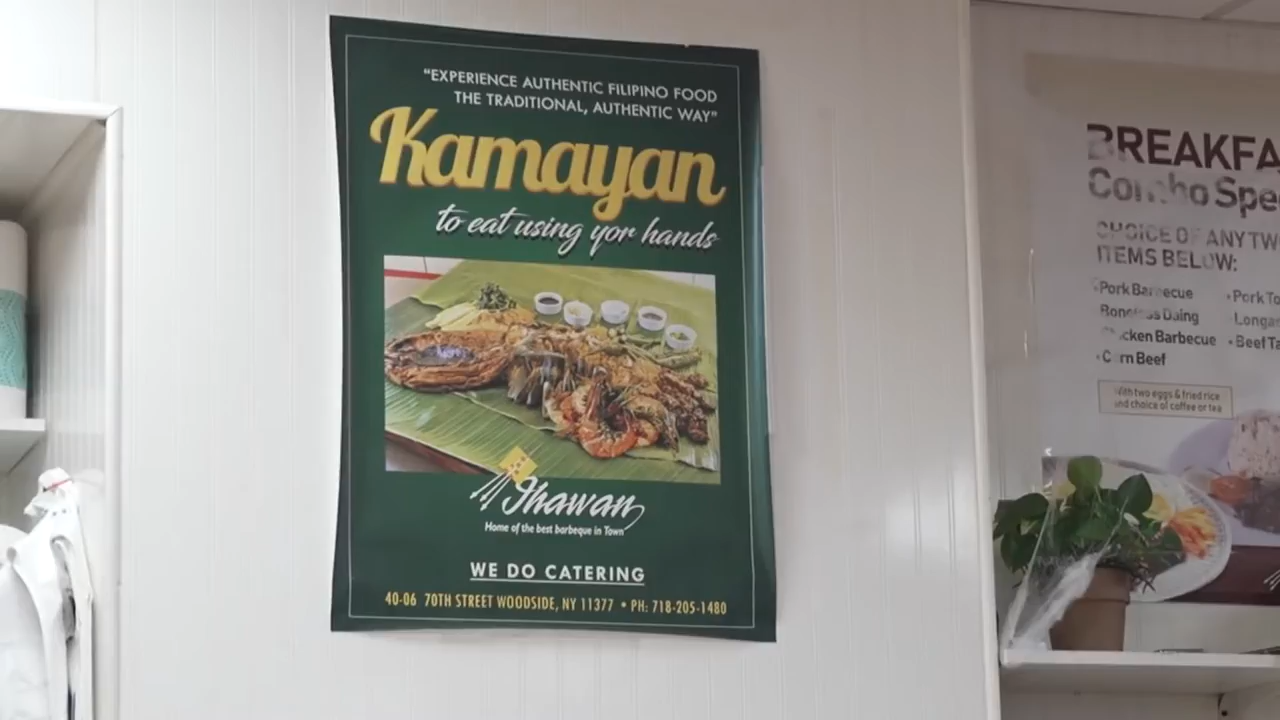 "EXPERIENCE AUTHENTIC FILIPINO FOOD
THE TRADITIONAL, AUTHENTIC WAY"
Kamayan
to eat using yor hands
Ihawan
Home of the best barbeque in Town
WE DO CATERING
40-06 70TH STREET WOODSIDE, NY 11377 • PH: 718-205-1480
BREAKFA
Combo Spe
CHOICE OF ANY TW
ITEMS BELOW:
•Pork Barbecue •Pork To
Boneless Daing •Longa
Chicken Barbecue •Beef Ta
•Corn Beef
With two eggs & fried rice
and choice of coffee or tea